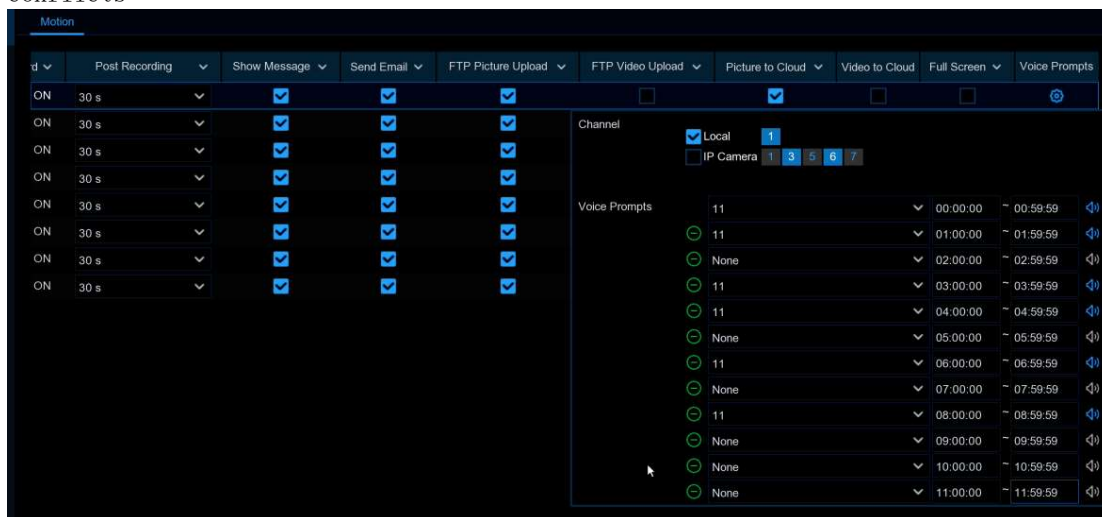 Motion
Post Recording Show Message Send Email FTP Picture Upload FTP Video Upload Picture to Cloud Video to Cloud Full Screen Voice Prompts
ON 30 s
ON 30 s Channel Local 1
ON 30 s IP Camera 1 3 5 6 7
ON 30 s
ON 30 s Voice Prompts 11 00:00:00 ~ 00:59:59
ON 30 s 11 01:00:00 ~ 01:59:59
ON 30 s None 02:00:00 ~ 02:59:59
ON 30 s 11 03:00:00 ~ 03:59:59
11 04:00:00 ~ 04:59:59
None 05:00:00 ~ 05:59:59
11 06:00:00 ~ 06:59:59
None 07:00:00 ~ 07:59:59
11 08:00:00 ~ 08:59:59
None 09:00:00 ~ 09:59:59
None 10:00:00 ~ 10:59:59
None 11:00:00 ~ 11:59:59